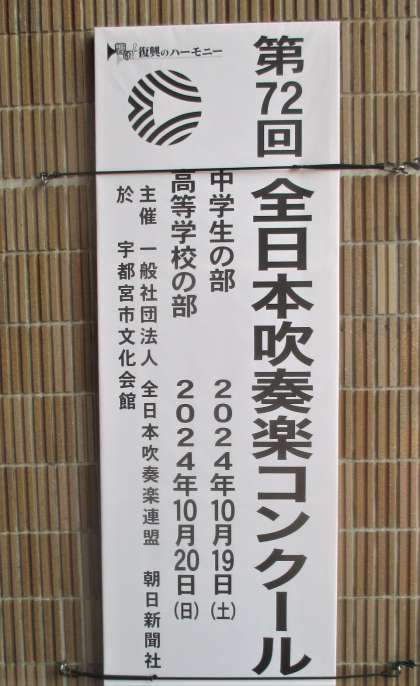 復興のハーモニー
第72回 全日本吹奏楽コンクール
中学生の部 2024年10月19日(土)
高等学校の部 2024年10月20日(日)
主催 一般社団法人 全日本吹奏楽連盟 朝日新聞社
於 宇都宮市文化会館